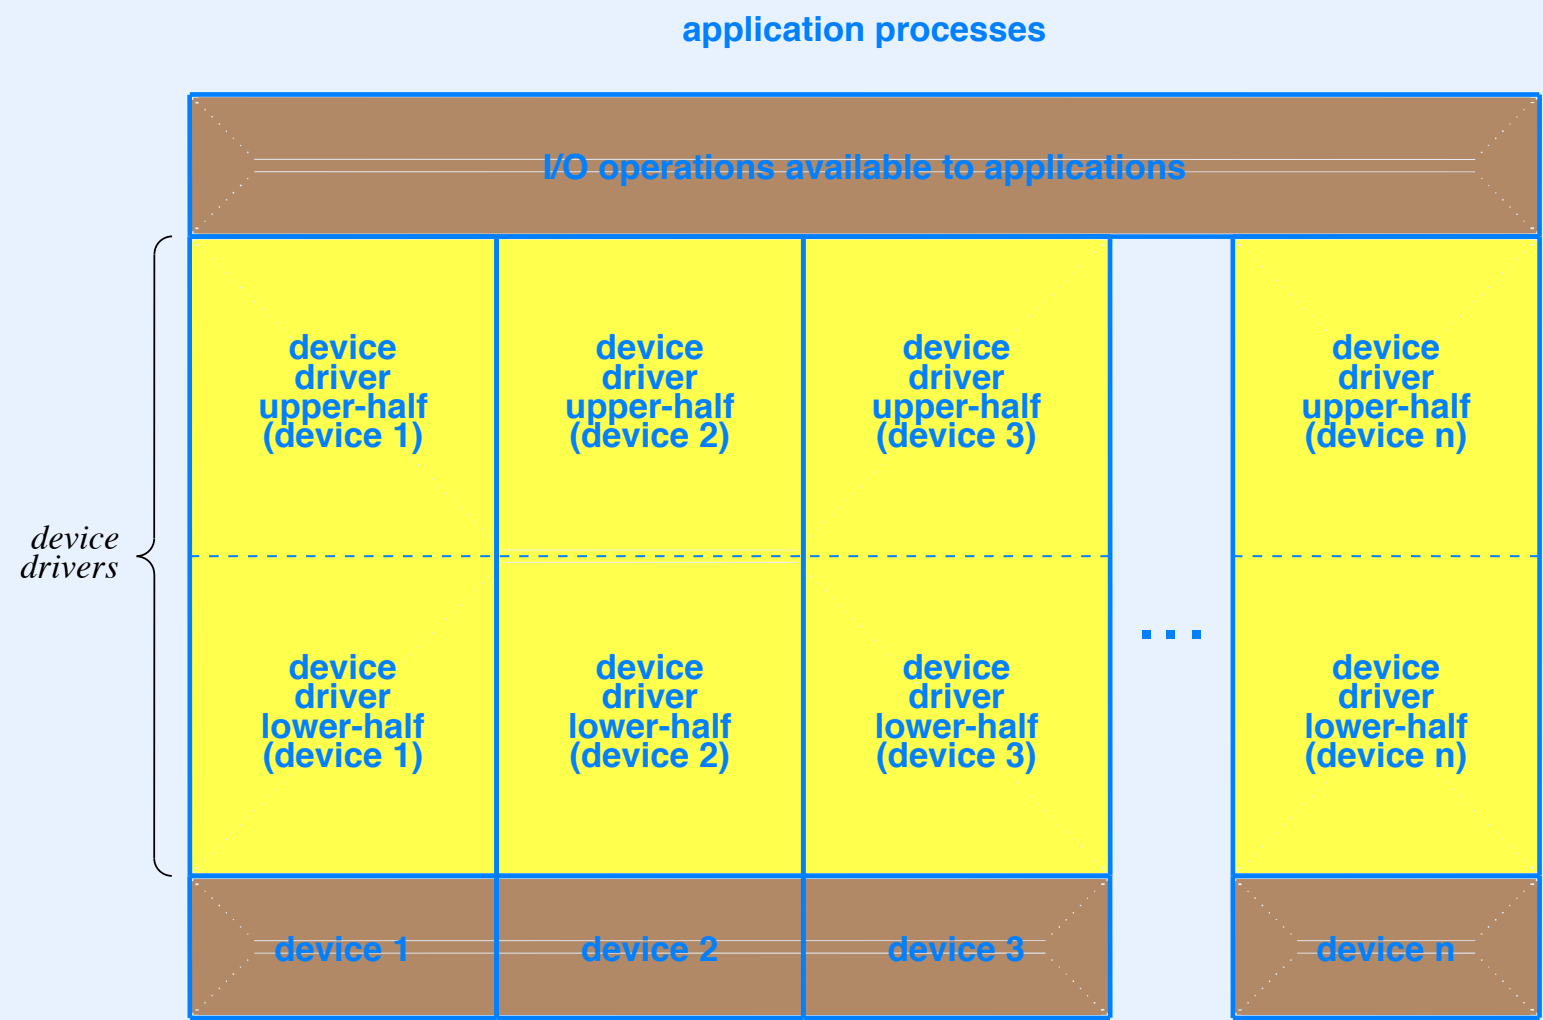 application processes
I/O operations available to applications
device
driver
upper-half
(device 1)
device
driver
upper-half
(device 2)
device
driver
upper-half
(device 3)
device
driver
upper-half
(device n)
device
drivers
. . .
device
driver
lower-half
(device 1)
device
driver
lower-half
(device 2)
device
driver
lower-half
(device 3)
device
driver
lower-half
(device n)
device 1
device 2
device 3
device n